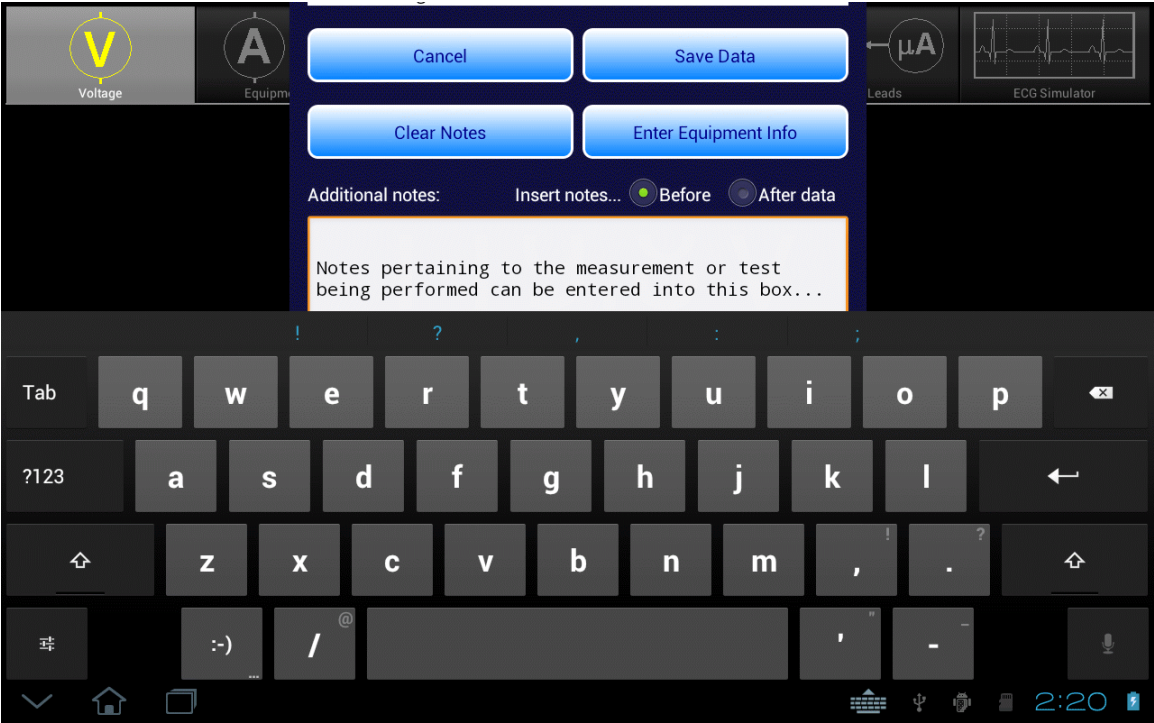 V
A
µA
Voltage
Equipm
Leads
ECG Simulator
Cancel
Save Data
Clear Notes
Enter Equipment Info
Additional notes: Insert notes... Before After data
Notes pertaining to the measurement or test
being performed can be entered into this box...
! ? , : ;
Tab q w e r t y u i o p
?123 a s d f g h j k l
z x c v b n m , ! . ?
:-) ... / @ ' " - _
2:20